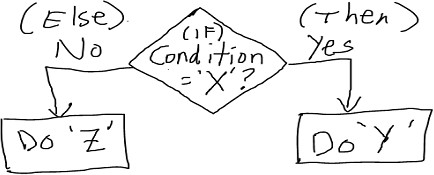 (Else)
No
(IF)
Condition
='X'?
(Then)
Yes
Do 'Z'
Do 'Y'